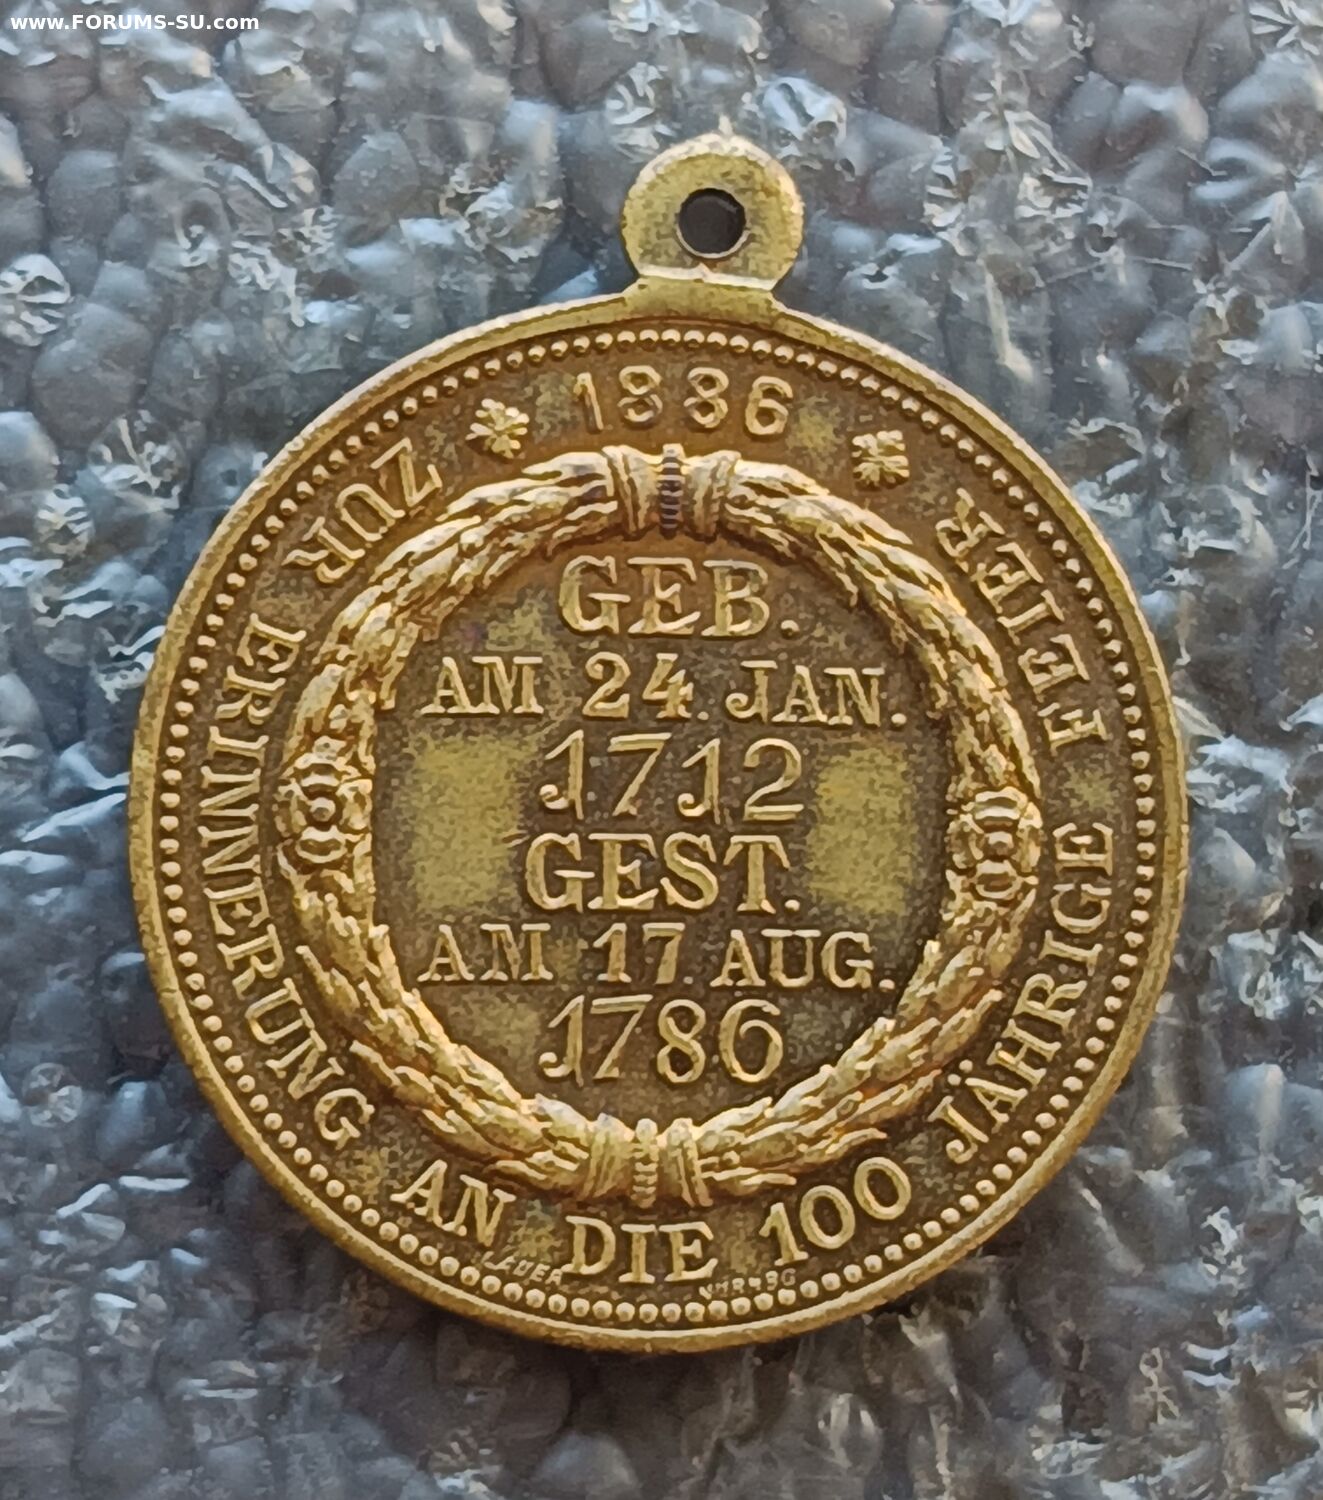 www.FORUMS-SU.com
* 1886 *
ZUR ERINNERUNG AN DIE 100 JÄHRIGE FEIER
GEB.
AM 24. JAN.
1712
GEST.
AM 17. AUG.
1786
LAUER
NÜRNBG